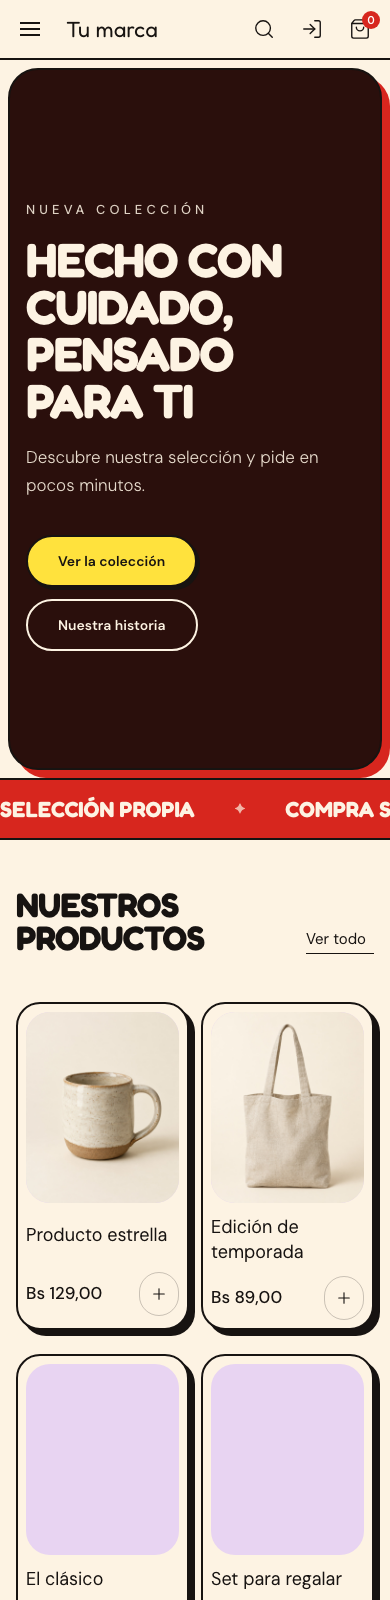 Tu marca
0
NUEVA COLECCIÓN
HECHO CON
CUIDADO,
PENSADO
PARA TI
Descubre nuestra selección y pide en
pocos minutos.
Ver la colección
Nuestra historia
SELECCIÓN PROPIA ✦ COMPRA S
NUESTROS
PRODUCTOS
Ver todo
Producto estrella
Bs 129,00
+
Edición de
temporada
Bs 89,00
+
El clásico
Set para regalar